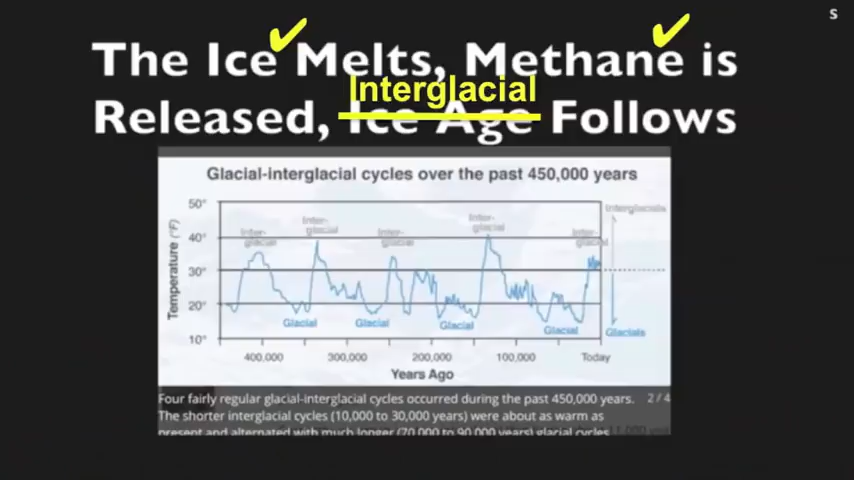 S
The Ice Melts, Methane is
Interglacial
Released, Ice Age Follows
Glacial-interglacial cycles over the past 450,000 years
Temperature (°F)
50°
40°
30°
20°
10°
Inter-
glacial
Inter-
glacial
Inter-
glacial
Inter-
glacial
Inter-
glacial
Interglacials
Glacial
Glacial
Glacial
Glacial
Glacials
400,000
300,000
200,000
100,000
Today
Years Ago
Four fairly regular glacial-interglacial cycles occurred during the past 450,000 years.
2/4
The shorter interglacial cycles (10,000 to 30,000 years) were about as warm as
present and alternated with much longer (70,000 to 90,000 years) glacial cycles